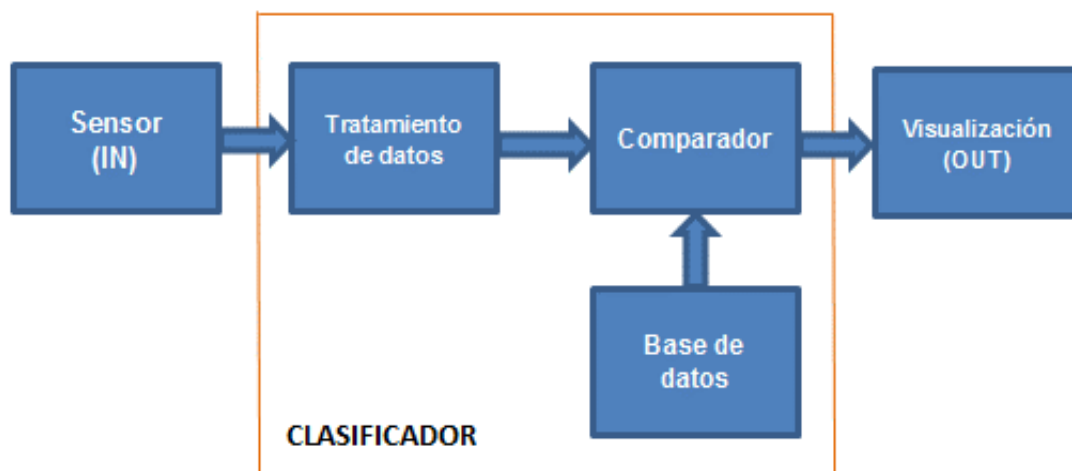 Sensor
(IN)
Tratamiento
de datos
Comparador
Visualización
(OUT)
Base de
datos
CLASIFICADOR